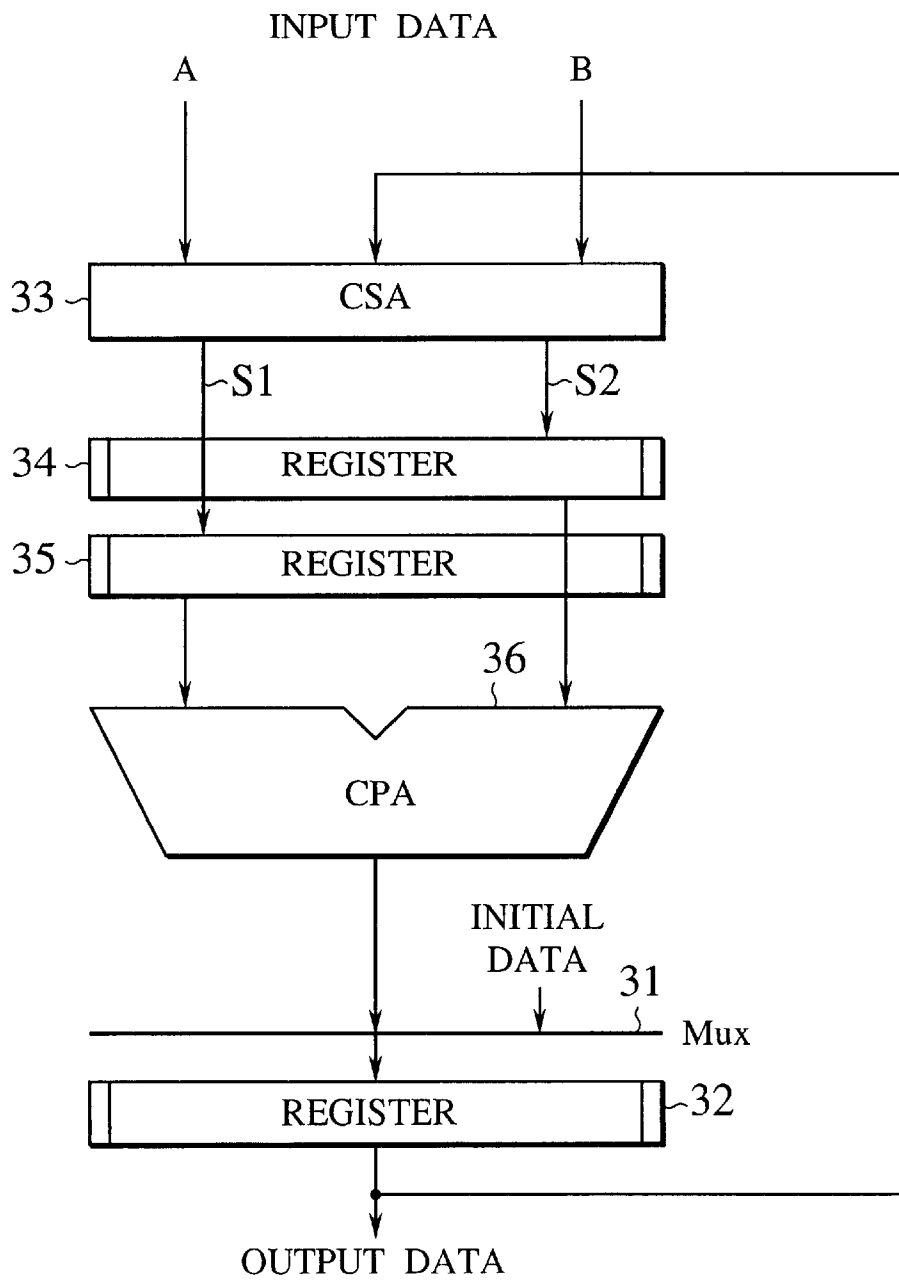 INPUT DATA
A
B
33
CSA
S1
S2
34
REGISTER
35
REGISTER
36
CPA
INITIAL
DATA
31
Mux
REGISTER
32
OUTPUT DATA